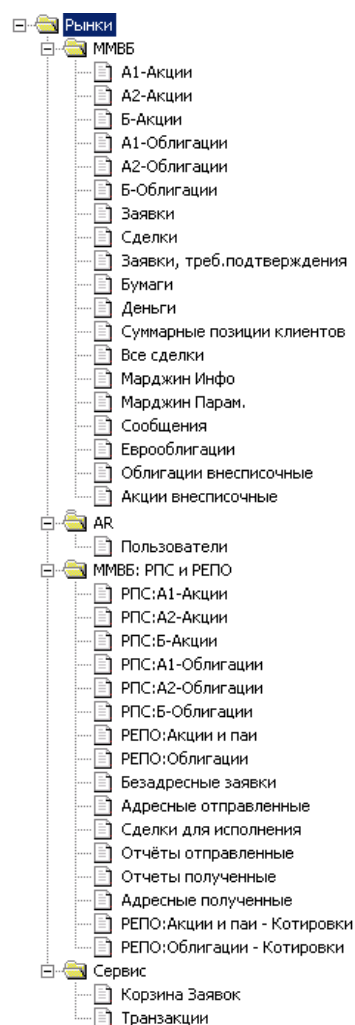 Рынки
ММВБ
А1-Акции
А2-Акции
Б-Акции
А1-Облигации
А2-Облигации
Б-Облигации
Заявки
Сделки
Заявки, треб.подтверждения
Бумаги
Деньги
Суммарные позиции клиентов
Все сделки
Марджин Инфо
Марджин Парам.
Сообщения
Еврооблигации
Облигации внесписочные
Акции внесписочные
AR
Пользователи
ММВБ: РПС и РЕПО
РПС:А1-Акции
РПС:А2-Акции
РПС:Б-Акции
РПС:А1-Облигации
РПС:А2-Облигации
РПС:Б-Облигации
РЕПО:Акции и паи
РЕПО:Облигации
Безадресные заявки
Адресные отправленные
Сделки для исполнения
Отчёты отправленные
Отчеты полученные
Адресные полученные
РЕПО:Акции и паи - Котировки
РЕПО:Облигации - Котировки
Сервис
Корзина Заявок
Транзакции